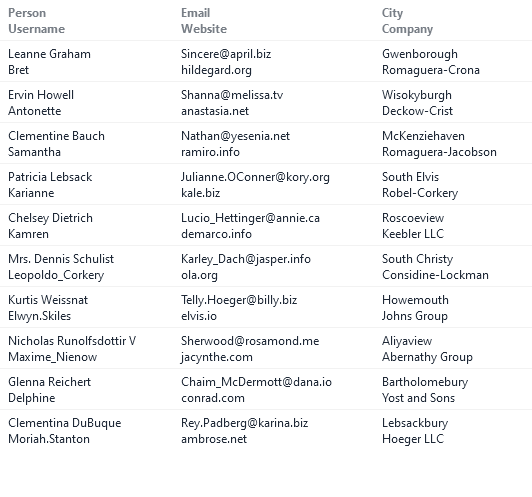 Person Email City
Username Website Company
Leanne Graham Sincere@april.biz Gwenborough
Bret hildegard.org Romaguera-Crona
Ervin Howell Shanna@melissa.tv Wisokyburgh
Antonette anastasia.net Deckow-Crist
Clementine Bauch Nathan@yesenia.net McKenziehaven
Samantha ramiro.info Romaguera-Jacobson
Patricia Lebsack Julianne.OConner@kory.org South Elvis
Karianne kale.biz Robel-Corkery
Chelsey Dietrich Lucio_Hettinger@annie.ca Roscoeview
Kamren demarco.info Keebler LLC
Mrs. Dennis Schulist Karley_Dach@jasper.info South Christy
Leopoldo_Corkery ola.org Considine-Lockman
Kurtis Weissnat Telly.Hoeger@billy.biz Howemouth
Elwyn.Skiles elvis.io Johns Group
Nicholas Runolfsdottir V Sherwood@rosamond.me Aliyaview
Maxime_Nienow jacynthe.com Abernathy Group
Glenna Reichert Chaim_McDermott@dana.io Bartholomebury
Delphine conrad.com Yost and Sons
Clementina DuBuque Rey.Padberg@karina.biz Lebsackbury
Moriah.Stanton ambrose.net Hoeger LLC